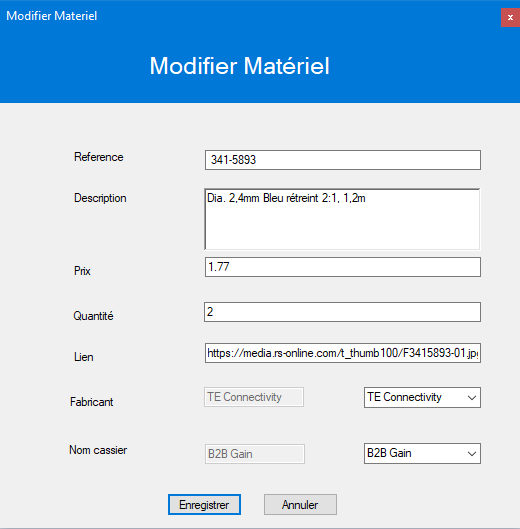 Modifier Materiel
x
Modifier Matériel
Reference 341-5893
Description Dia. 2,4mm Bleu rétreint 2:1, 1,2m
Prix 1.77
Quantité 2
Lien https://media.rs-online.com/t_thumb100/F3415893-01.jpg
Fabricant TE Connectivity TE Connectivity
Nom cassier B2B Gain B2B Gain
Enregistrer Annuler